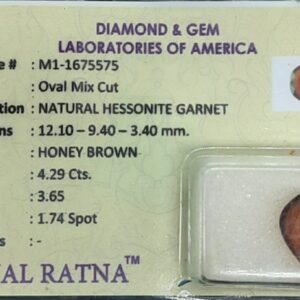 DIAMOND & GEM
LABORATORIES OF AMERICA
e # : M1-1675575
: Oval Mix Cut
tion : NATURAL HESSONITE GARNET
ns : 12.10 - 9.40 - 3.40 mm.
: HONEY BROWN
: 4.29 Cts.
: 3.65
: 1.74 Spot
s : -
AL RATNA™